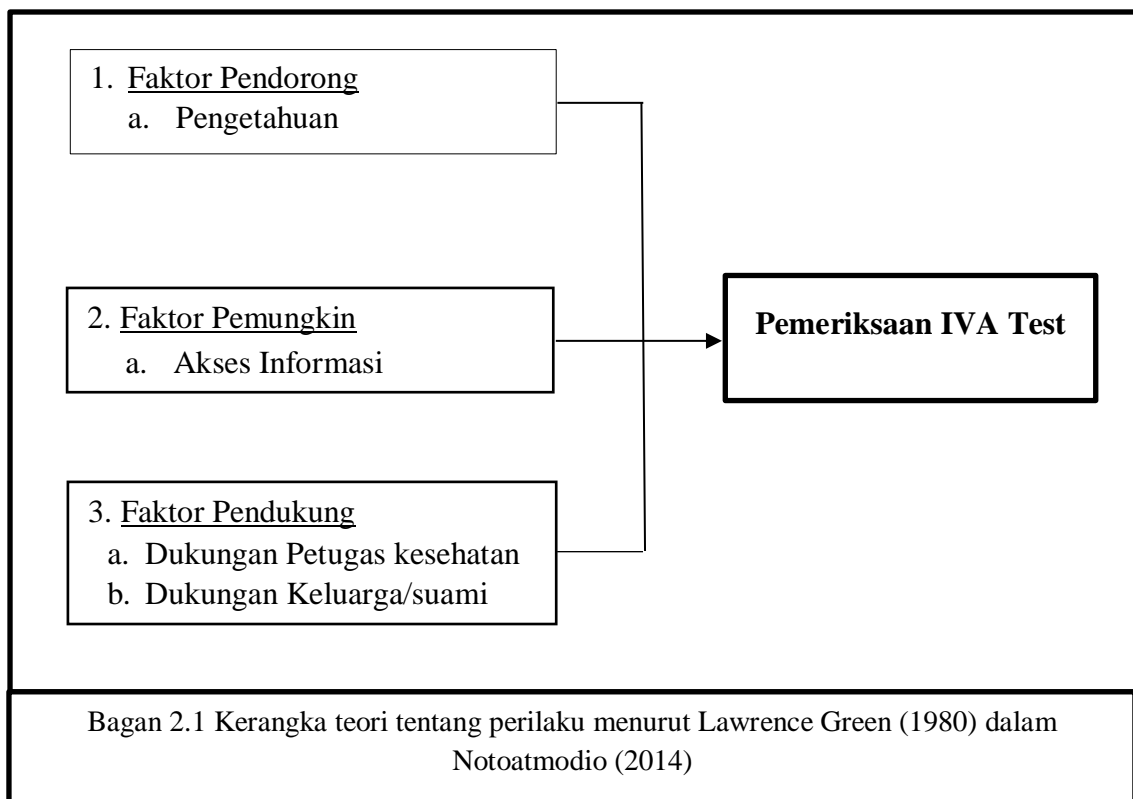 1. Faktor Pendorong
a. Pengetahuan
2. Faktor Pemungkin
a. Akses Informasi
3. Faktor Pendukung
a. Dukungan Petugas kesehatan
b. Dukungan Keluarga/suami
Pemeriksaan IVA Test
Bagan 2.1 Kerangka teori tentang perilaku menurut Lawrence Green (1980) dalam
Notoatmodio (2014)